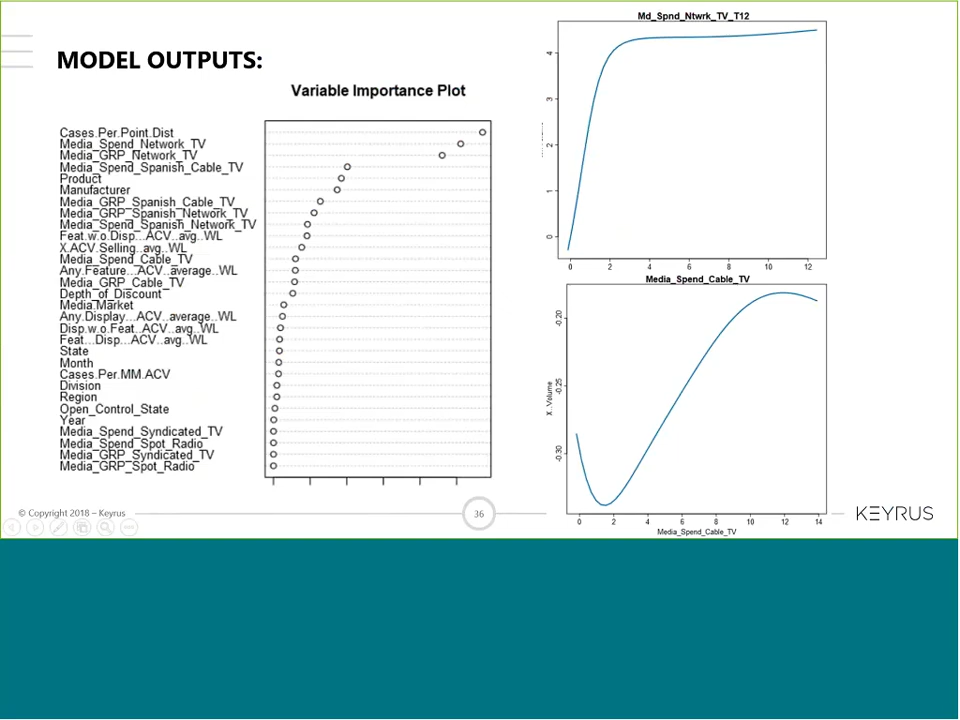 MODEL OUTPUTS:
Variable Importance Plot
Cases.Per.Point.Dist
Media_Spend_Network_TV
Media_GRP_Network_TV
Media_Spend_Spanish_Cable_TV
Product
Manufacturer
Media_GRP_Spanish_Cable_TV
Media_GRP_Spanish_Network_TV
Media_Spend_Spanish_Network_TV
Feat.w.o.Disp...ACV..avg..WL
X.ACV.Selling..avg..WL
Media_Spend_Cable_TV
Any.Feature...ACV..average..WL
Media_GRP_Cable_TV
Depth_of_Discount
Media.Market
Any.Display...ACV..average..WL
Disp.w.o.Feat..ACV..avg..WL
Feat...Disp...ACV..avg..WL
State
Month
Cases.Per.MM.ACV
Division
Region
Open_Control_State
Year
Media_Spend_Syndicated_TV
Media_Spend_Spot_Radio
Media_GRP_Syndicated_TV
Media_GRP_Spot_Radio
Md_Spnd_Ntwrk_TV_T12
4
3
2
1
0
0 2 4 6 8 10 12
Media_Spend_Cable_TV
-0.20
-0.25
-0.30
X..Volume
0 2 4 6 8 10 12 14
Media_Spend_Cable_TV
© Copyright 2018 – Keyrus
36
KEYRUS